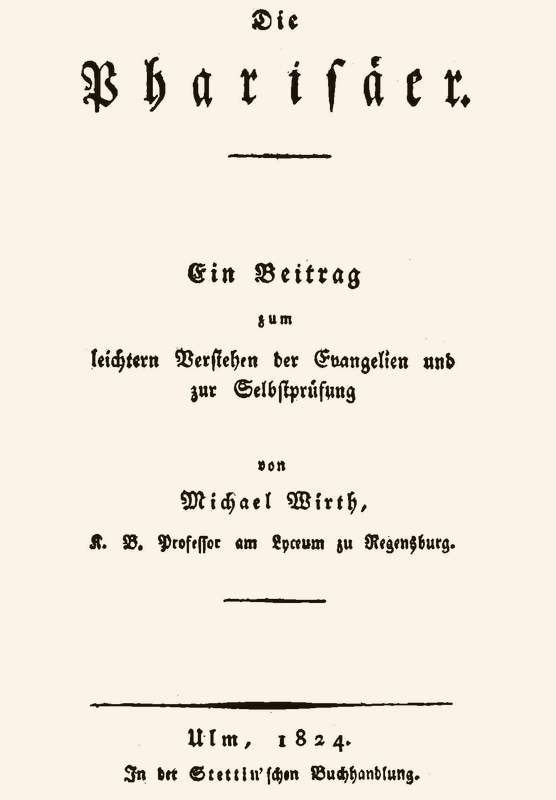 Die
Pharisäer.
Ein Beitrag
zum
leichtern Verstehen der Evangelien und
zur Selbstprüfung
von
Michael Wirth,
K. B. Professor am Lyceum zu Regensburg.
Ulm, 1824.
In der Stettin'schen Buchhandlung.